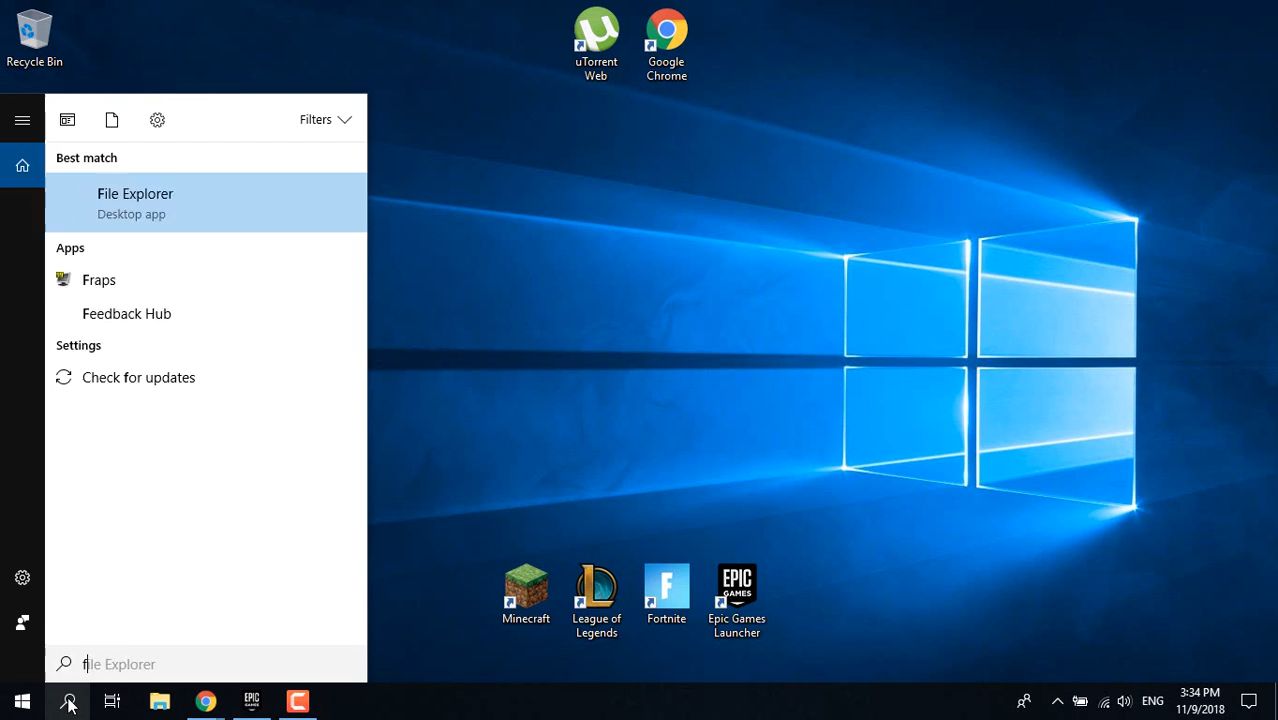 Recycle Bin
uTorrent
Web
Google
Chrome
Filters
Best match
File Explorer
Desktop app
Apps
Fraps
Feedback Hub
Settings
Check for updates
Minecraft
League of
Legends
F
Fortnite
EPIC
GAMES
Epic Games
Launcher
file Explorer
EPIC
GAMES
ENG
3:34 PM
11/9/2018